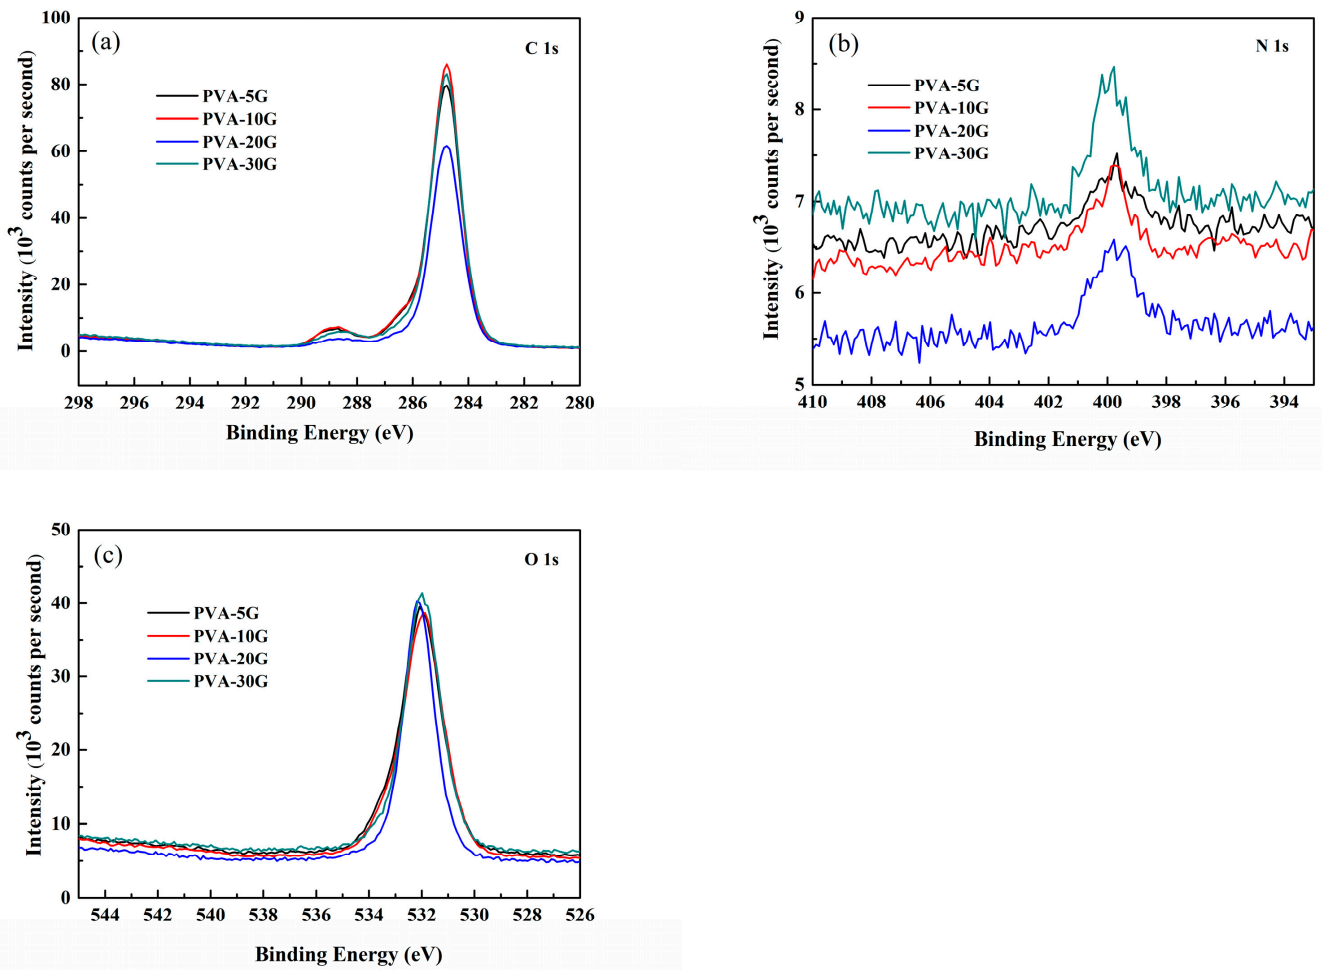 (a)
C 1s
PVA-5G
PVA-10G
PVA-20G
PVA-30G
100
80
60
40
20
0
298 296 294 292 290 288 286 284 282 280
Intensity (10³ counts per second)
Binding Energy (eV)
(b)
N 1s
PVA-5G
PVA-10G
PVA-20G
PVA-30G
9
8
7
6
5
410 408 406 404 402 400 398 396 394
Intensity (10³ counts per second)
Binding Energy (eV)
(c)
O 1s
PVA-5G
PVA-10G
PVA-20G
PVA-30G
50
40
30
20
10
0
544 542 540 538 536 534 532 530 528 526
Intensity (10³ counts per second)
Binding Energy (eV)